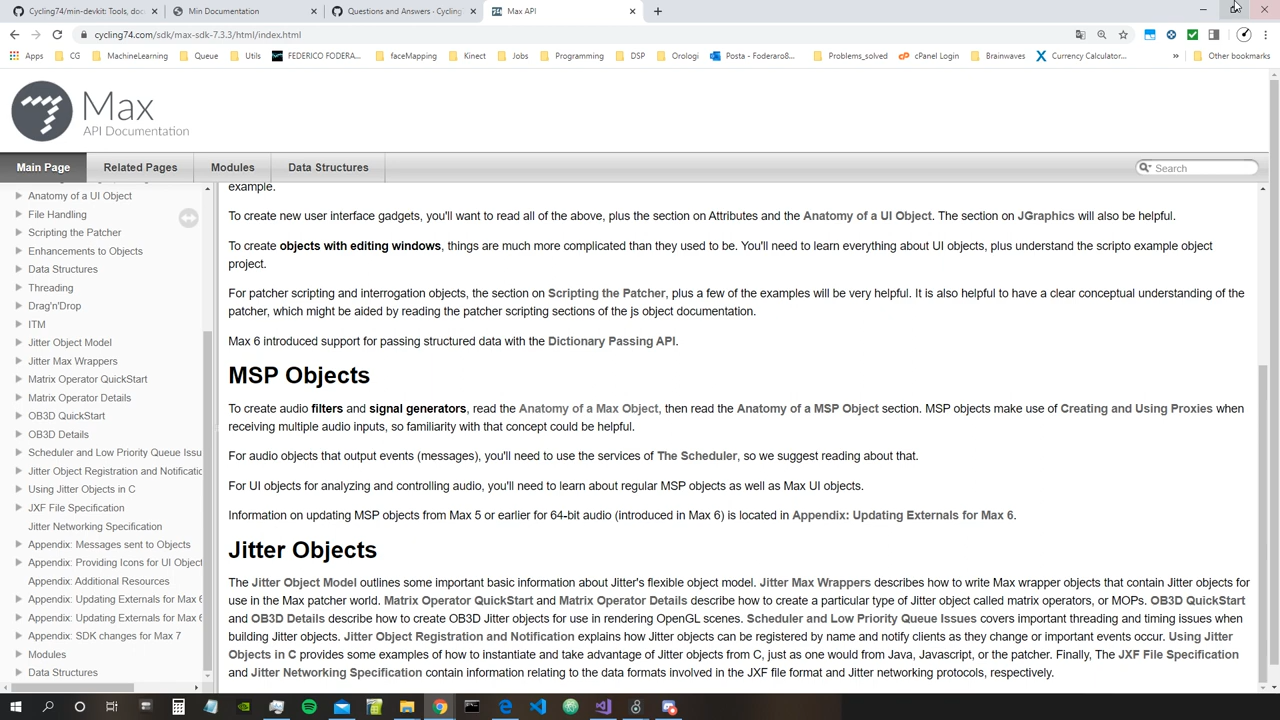 Cycling74/min-devkit: Tools, doc
Min Documentation
Questions and Answers - Cycling
Max API
cycling74.com/sdk/max-sdk-7.3.3/html/index.html
Apps
CG
MachineLearning
Queue
Utils
FEDERICO FODERA...
faceMapping
Kinect
Jobs
Programming
DSP
Orologi
Posta - Foderaro8...
Problems_solved
cPanel Login
Brainwaves
Currency Calculator...
»
Other bookmarks
Max
API Documentation
Main Page
Related Pages
Modules
Data Structures
Search
Anatomy of a UI Object
File Handling
Scripting the Patcher
Enhancements to Objects
Data Structures
Threading
Drag'n'Drop
ITM
Jitter Object Model
Jitter Max Wrappers
Matrix Operator QuickStart
Matrix Operator Details
OB3D QuickStart
OB3D Details
Scheduler and Low Priority Queue Issu
Jitter Object Registration and Notificatic
Using Jitter Objects in C
JXF File Specification
Jitter Networking Specification
Appendix: Messages sent to Objects
Appendix: Providing Icons for UI Object
Appendix: Additional Resources
Appendix: Updating Externals for Max 6
Appendix: Updating Externals for Max 6
Appendix: SDK changes for Max 7
Modules
Data Structures
example.
To create new user interface gadgets, you'll want to read all of the above, plus the section on Attributes and the Anatomy of a UI Object. The section on JGraphics will also be helpful.
To create objects with editing windows, things are much more complicated than they used to be. You'll need to learn everything about UI objects, plus understand the scripto example object
project.
For patcher scripting and interrogation objects, the section on Scripting the Patcher, plus a few of the examples will be very helpful. It is also helpful to have a clear conceptual understanding of the
patcher, which might be aided by reading the patcher scripting sections of the js object documentation.
Max 6 introduced support for passing structured data with the Dictionary Passing API.
MSP Objects
To create audio filters and signal generators, read the Anatomy of a Max Object, then read the Anatomy of a MSP Object section. MSP objects make use of Creating and Using Proxies when
receiving multiple audio inputs, so familiarity with that concept could be helpful.
For audio objects that output events (messages), you'll need to use the services of The Scheduler, so we suggest reading about that.
For UI objects for analyzing and controlling audio, you'll need to learn about regular MSP objects as well as Max UI objects.
Information on updating MSP objects from Max 5 or earlier for 64-bit audio (introduced in Max 6) is located in Appendix: Updating Externals for Max 6.
Jitter Objects
The Jitter Object Model outlines some important basic information about Jitter's flexible object model. Jitter Max Wrappers describes how to write Max wrapper objects that contain Jitter objects for
use in the Max patcher world. Matrix Operator QuickStart and Matrix Operator Details describe how to create a particular type of Jitter object called matrix operators, or MOPs. OB3D QuickStart
and OB3D Details describe how to create OB3D Jitter objects for use in rendering OpenGL scenes. Scheduler and Low Priority Queue Issues covers important threading and timing issues when
building Jitter objects. Jitter Object Registration and Notification explains how Jitter objects can be registered by name and notify clients as they change or important events occur. Using Jitter
Objects in C provides some examples of how to instantiate and take advantage of Jitter objects from C, just as one would from Java, Javascript, or the patcher. Finally, The JXF File Specification
and Jitter Networking Specification contain information relating to the data formats involved in the JXF file format and Jitter networking protocols, respectively.